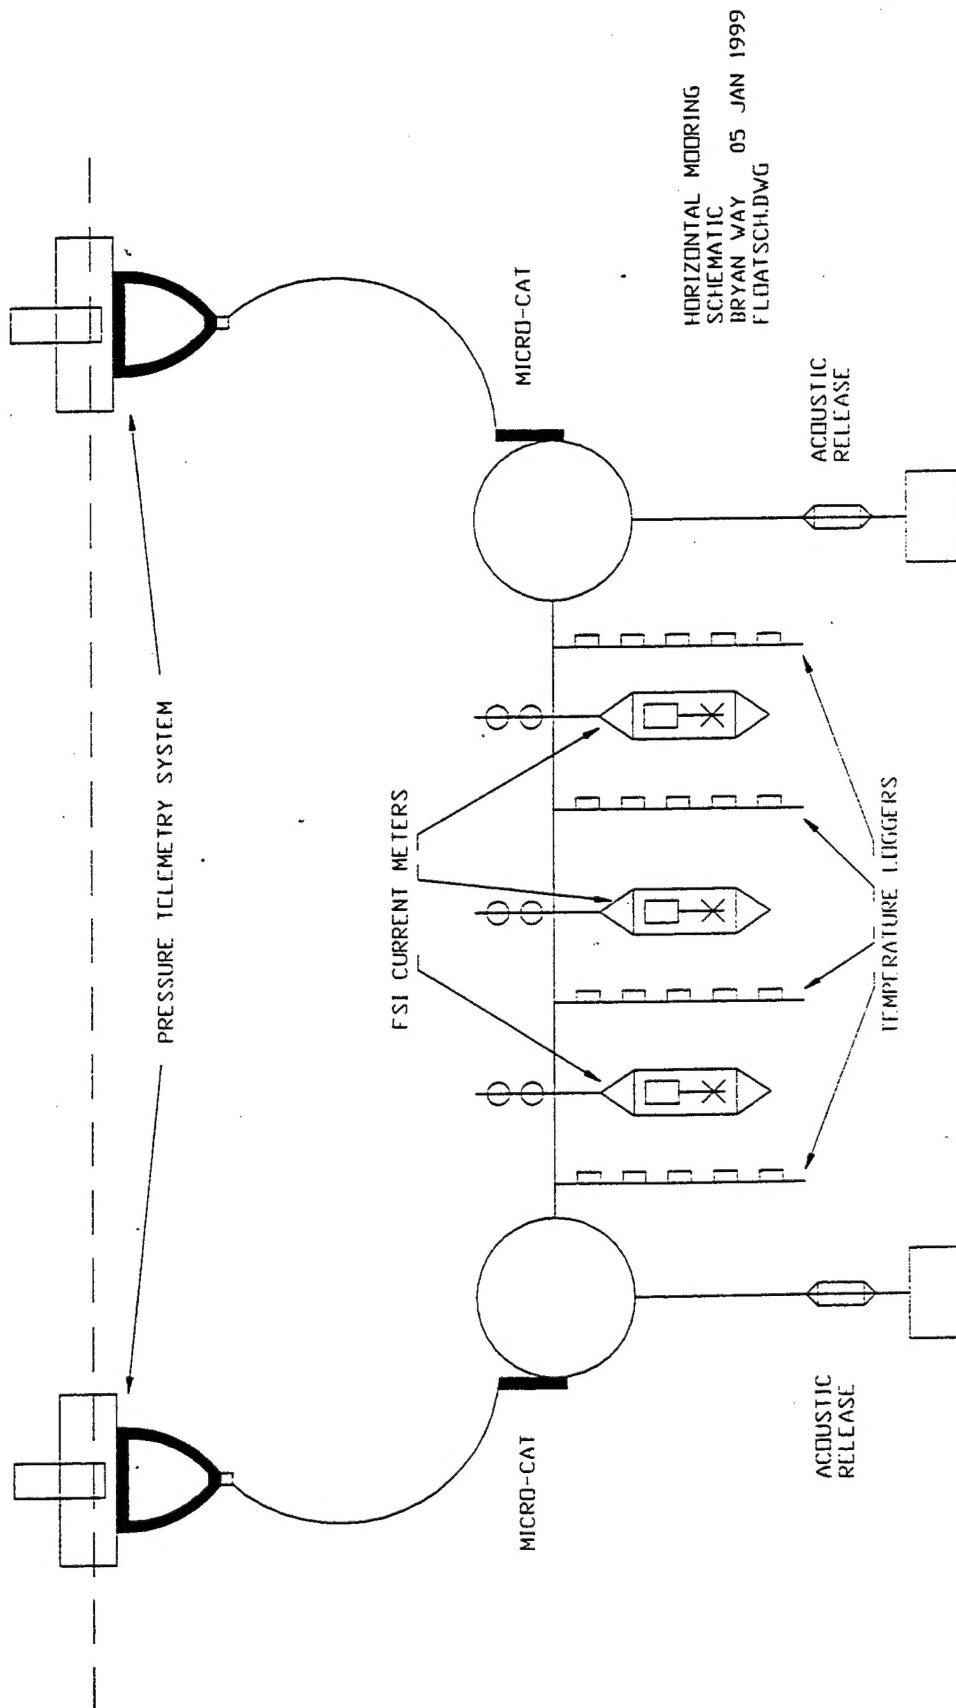 PRESSURE TELEMETRY SYSTEM
FSI CURRENT METERS
MICRO-CAT
MICRO-CAT
TEMPERATURE LOGGERS
ACOUSTIC
RELEASE
ACOUSTIC
RELEASE
HORIZONTAL MOORING
SCHEMATIC
BRYAN WAY 05 JAN 1999
FLOATSCH.DWG